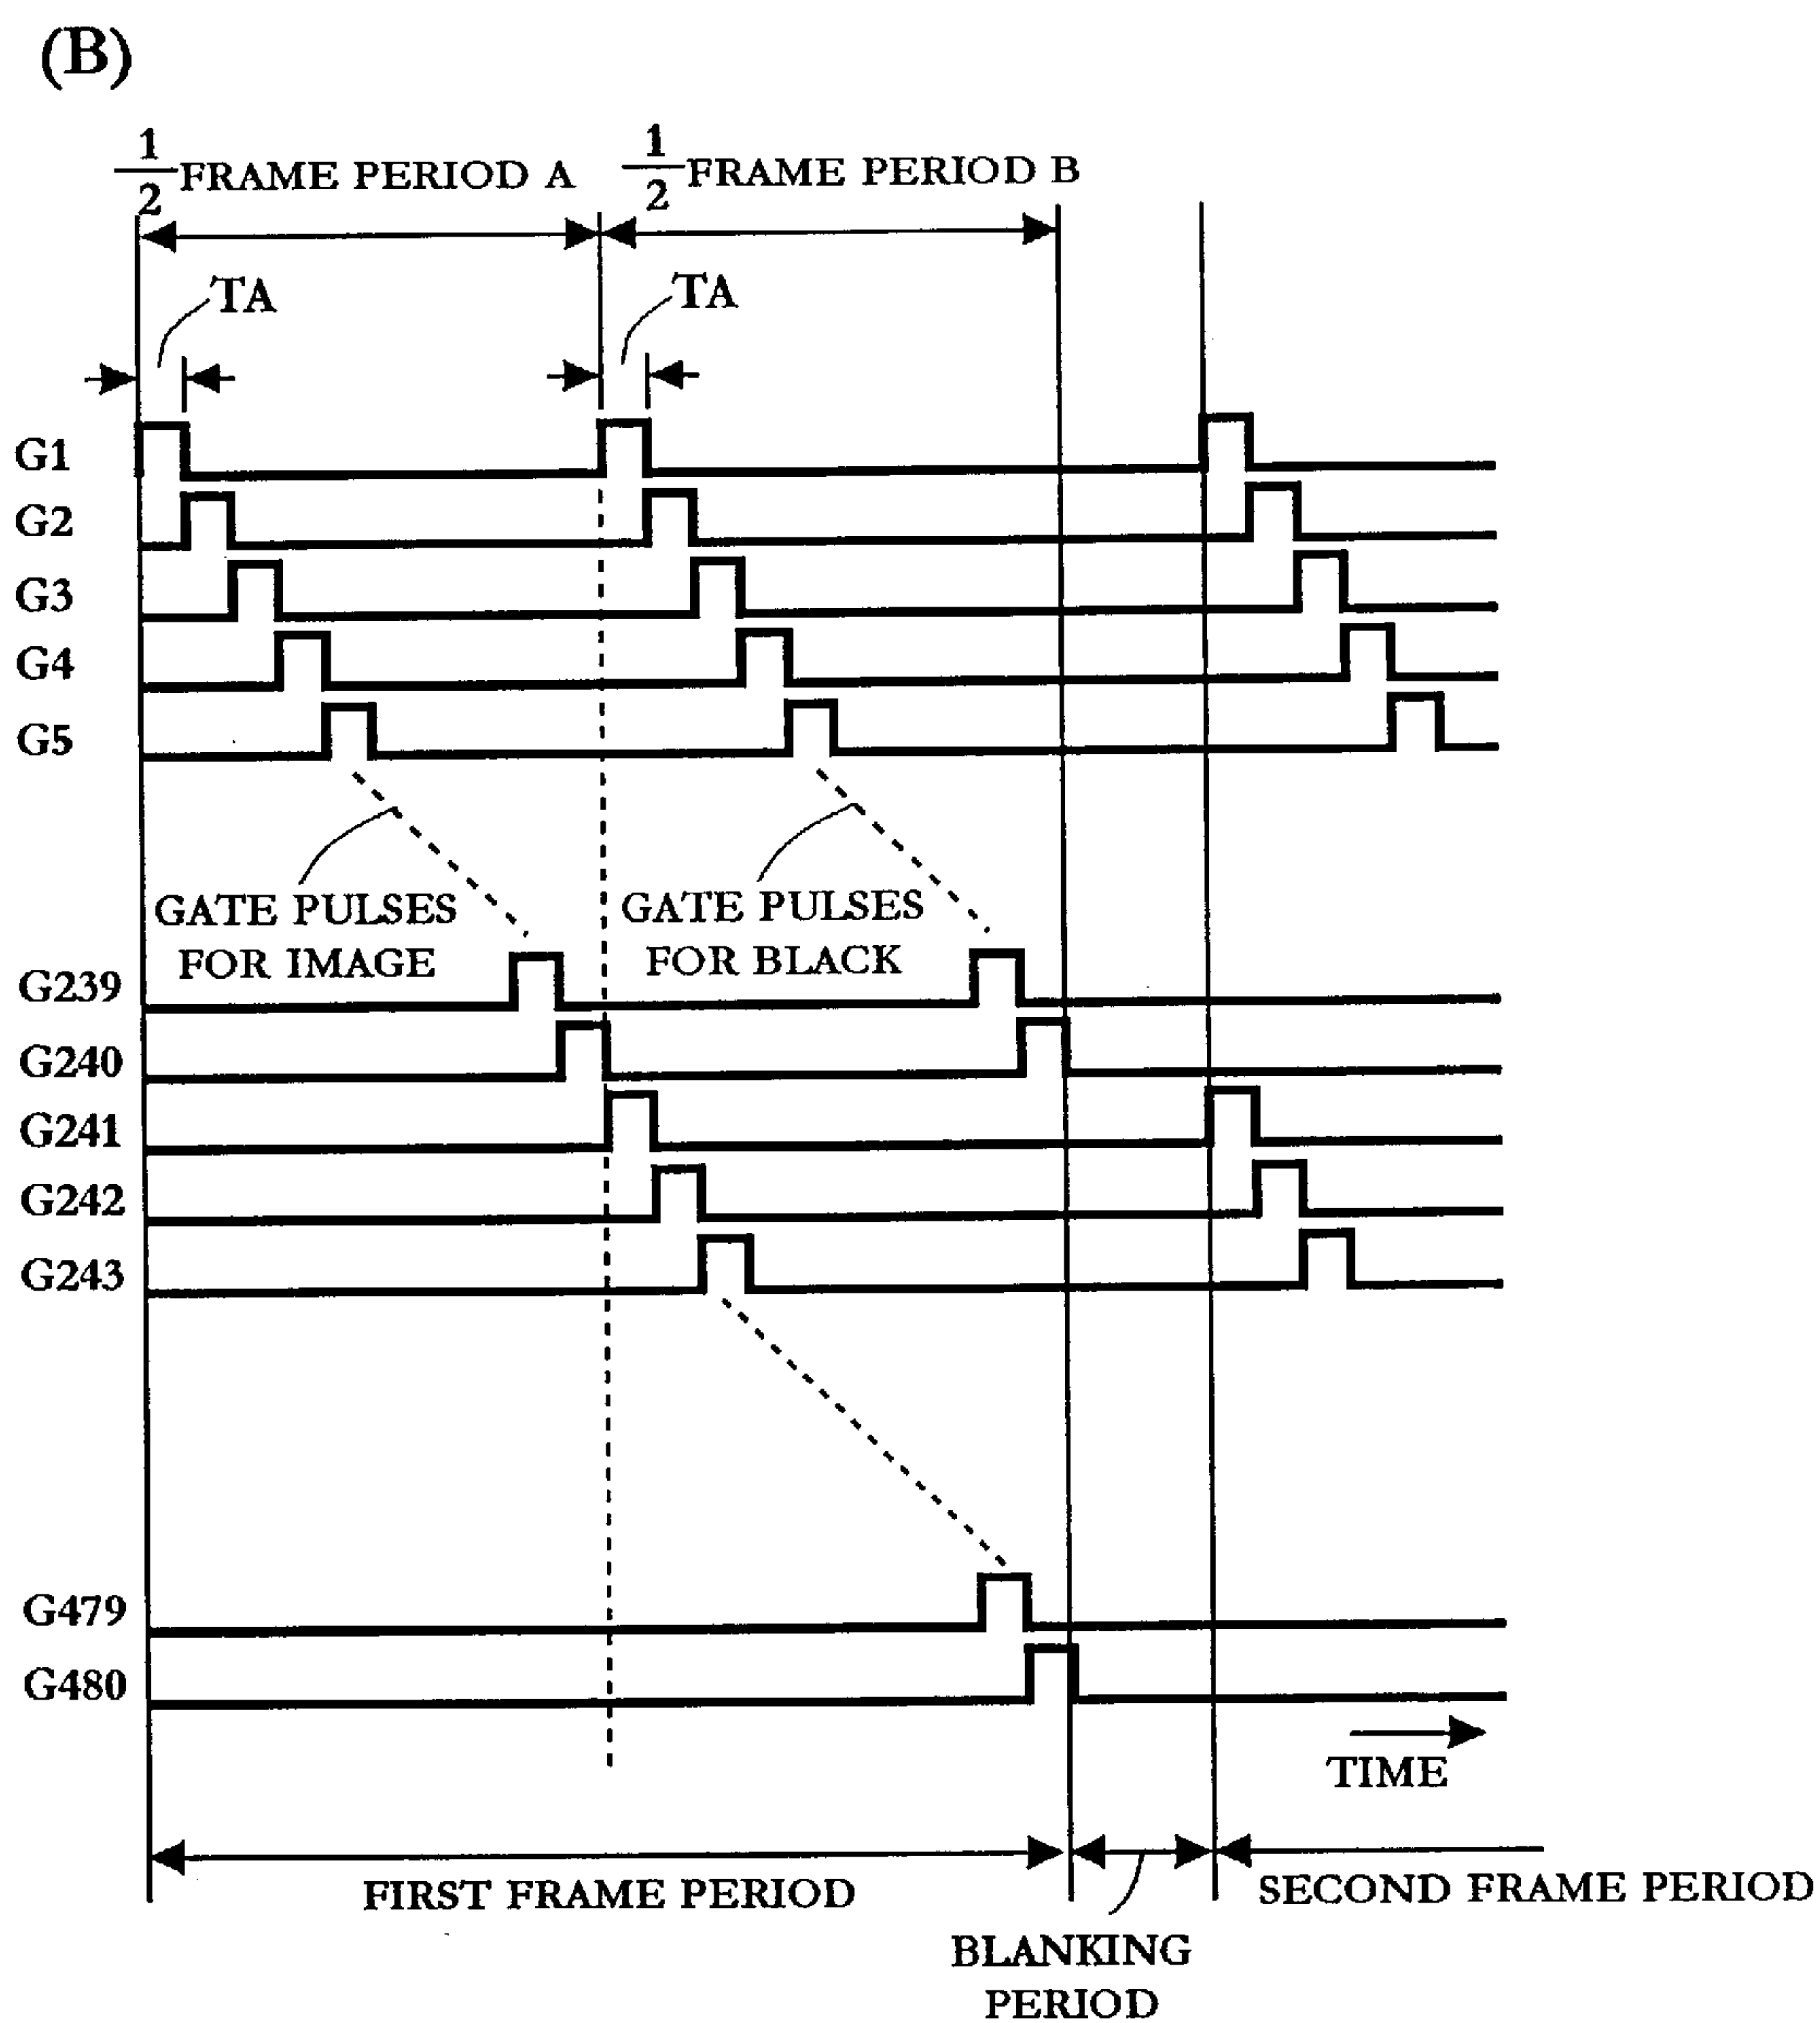 (B)
1/2 FRAME PERIOD A
1/2 FRAME PERIOD B
TA
TA
G1
G2
G3
G4
G5
GATE PULSES
FOR IMAGE
GATE PULSES
FOR BLACK
G239
G240
G241
G242
G243
G479
G480
TIME
FIRST FRAME PERIOD
SECOND FRAME PERIOD
BLANKING
PERIOD